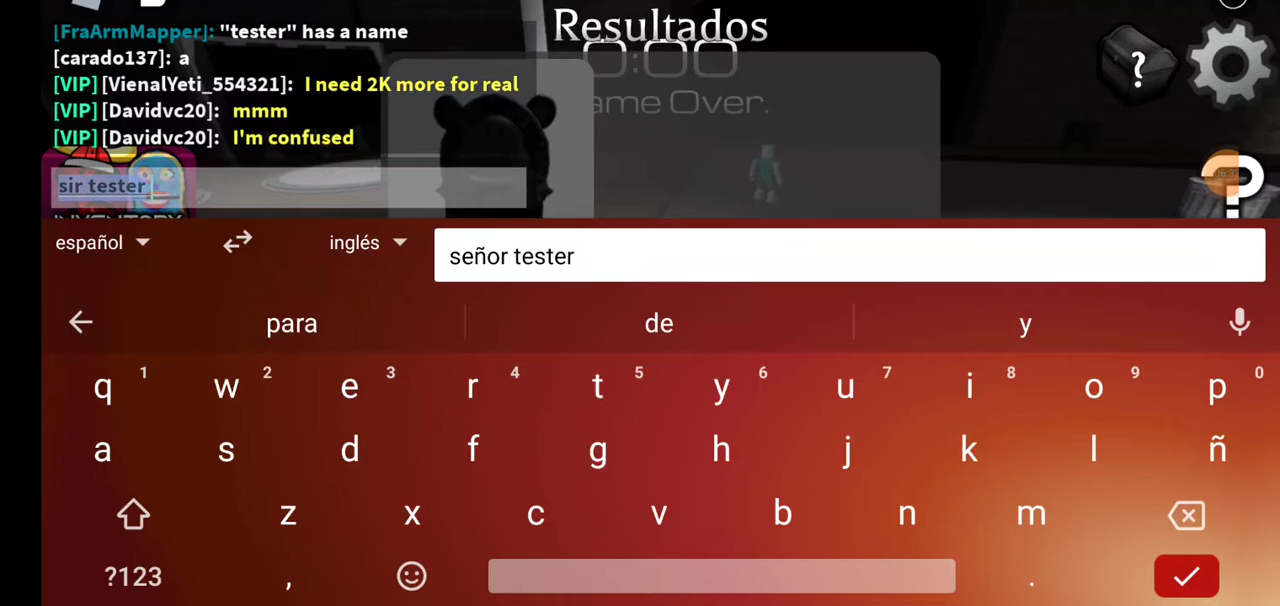 Resultados
[FraArmMapper]: "tester" has a name
0:00
[carado137]: a
[VIP][VienalYeti_554321]: I need 2K more for real
ame Over.
[VIP][Davidvc20]: mmm
[VIP][Davidvc20]: I'm confused
sir tester
INVENTORY
español inglés señor tester
para de y
q 1 w 2 e 3 r 4 t 5 y 6 u 7 i 8 o 9 p 0
a s d f g h j k l ñ
z x c v b n m
?123 , .